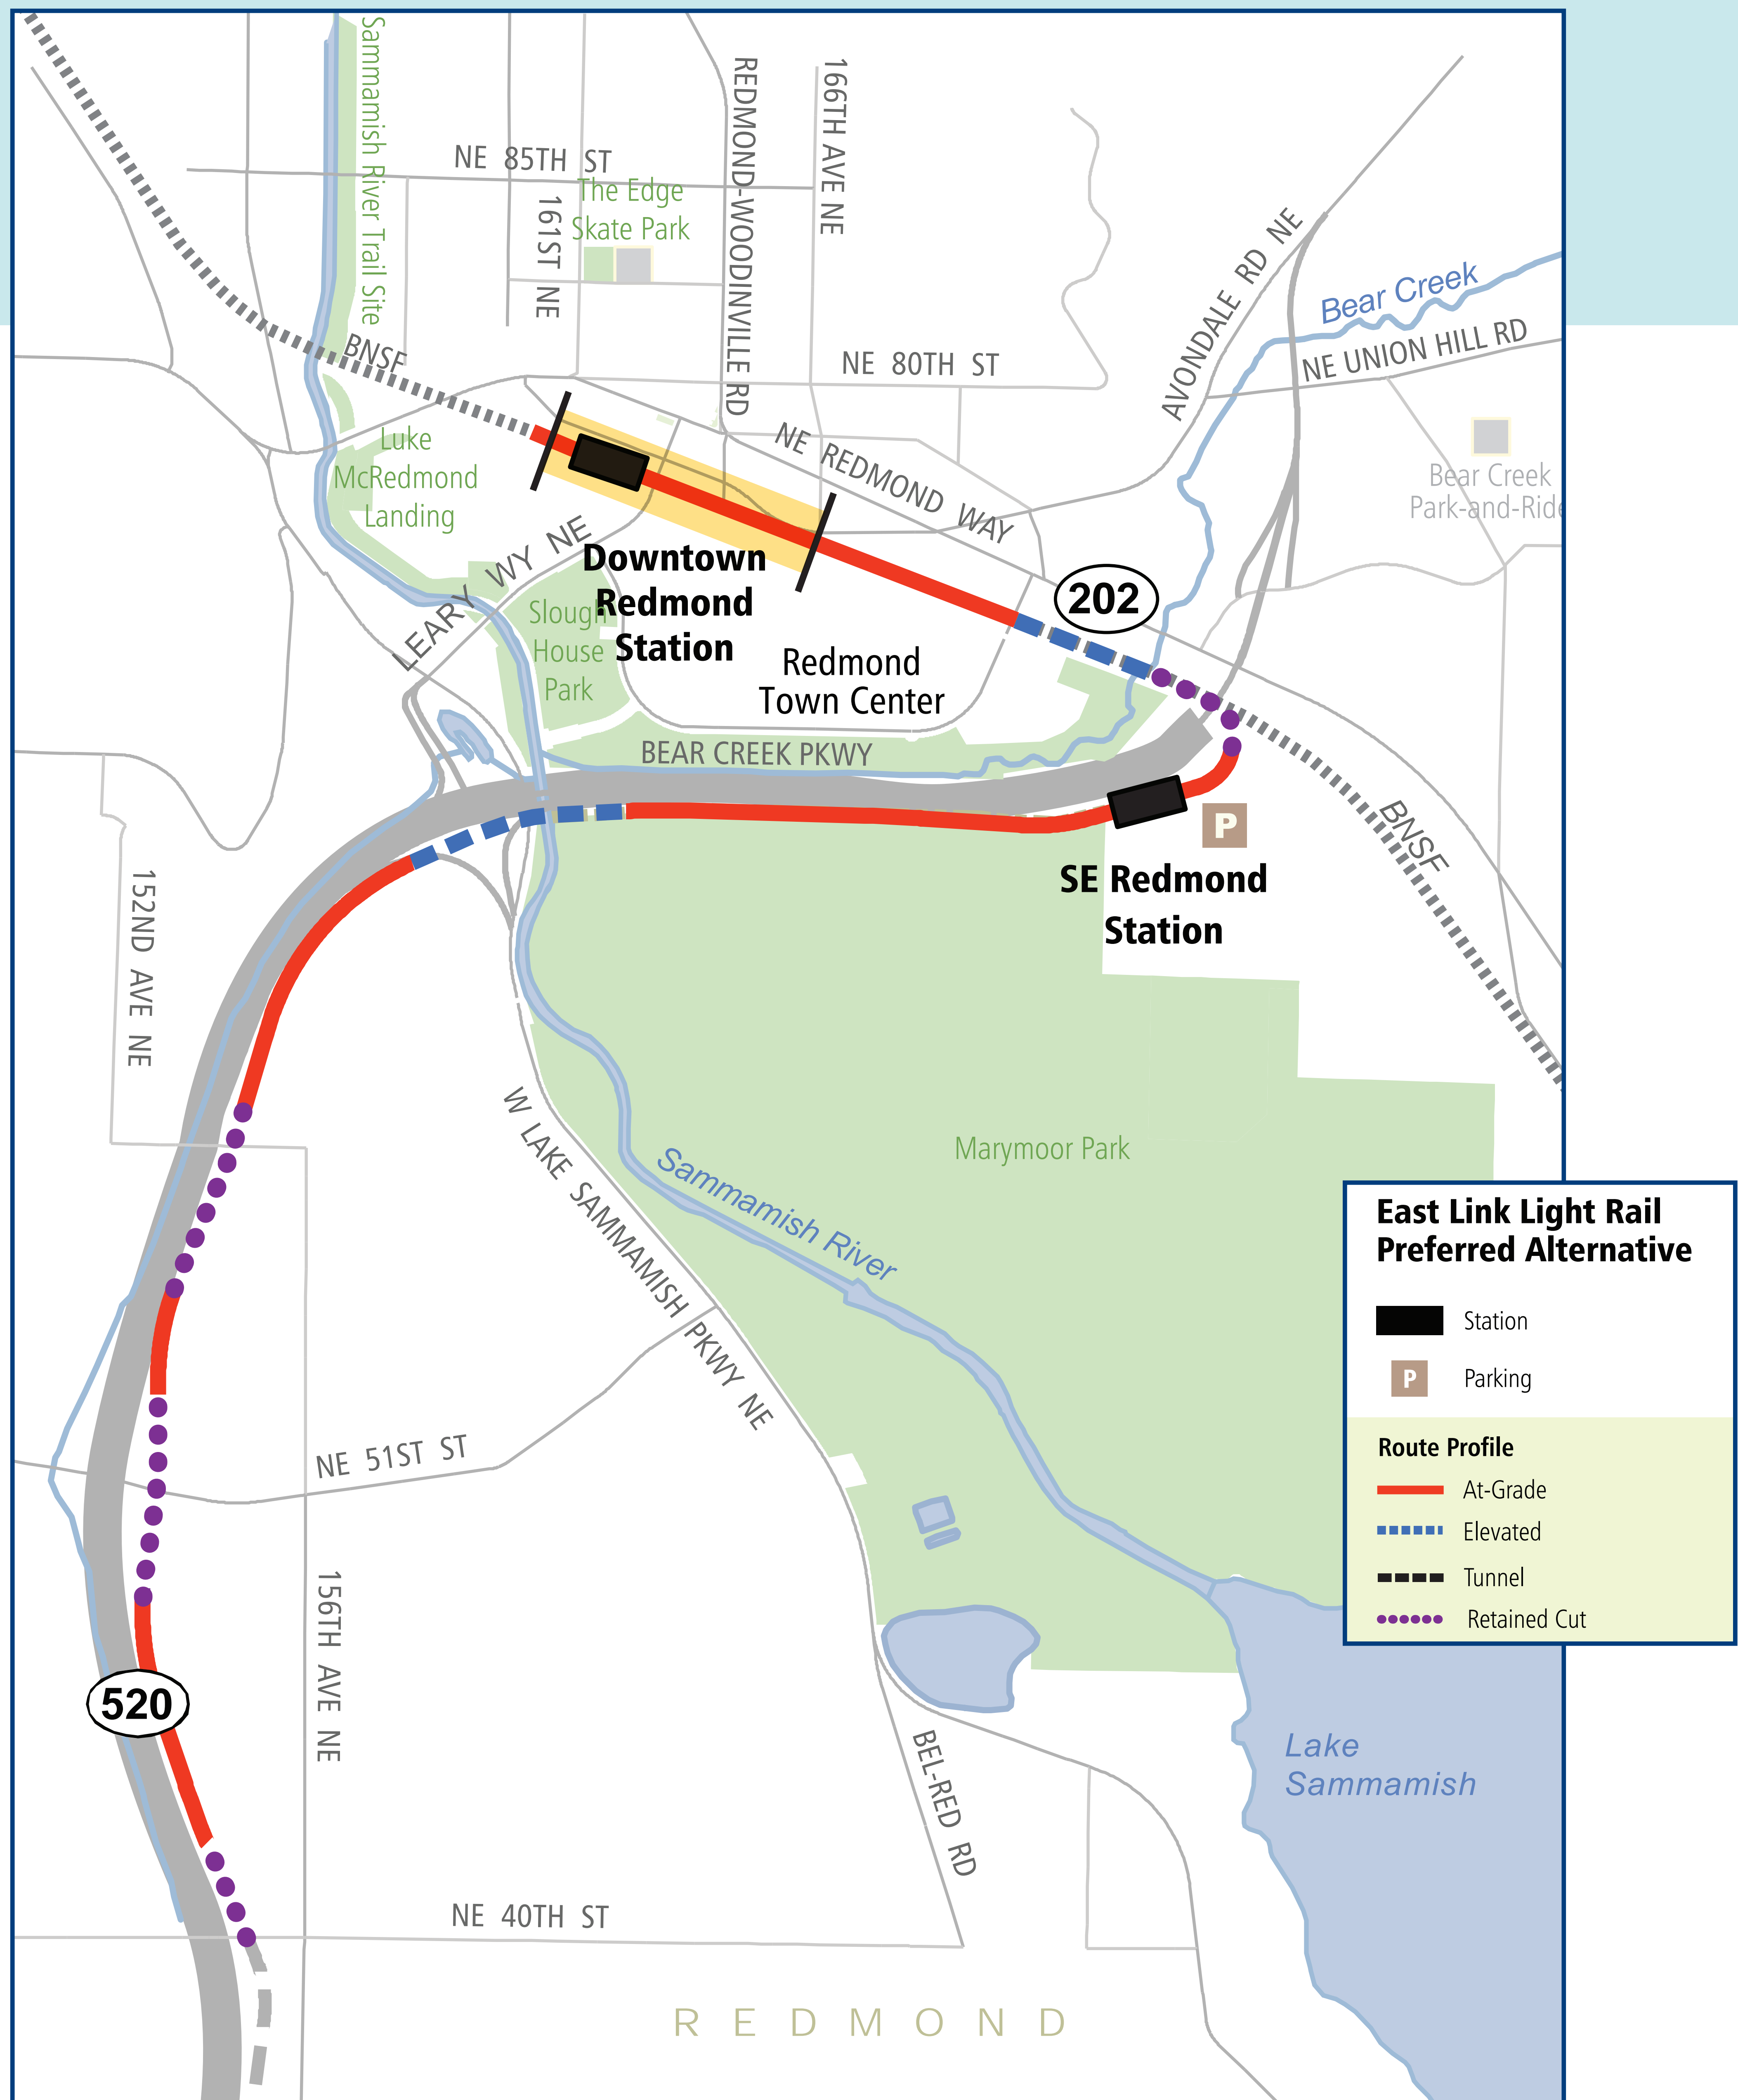 Sammamish River Trail Site
NE 85TH ST
The Edge
Skate Park
161ST NE
REDMOND-WOODINVILLE RD
166TH AVE NE
AVONDALE RD NE
Bear Creek
NE UNION HILL RD
BNSF
NE 80TH ST
Luke
McRedmond
Landing
NE REDMOND WAY
Bear Creek
Park-and-Ride
LEARY WY NE
Downtown
Redmond
Station
202
Slough
House
Park
Redmond
Town Center
BEAR CREEK PKWY
P
BNSF
SE Redmond
Station
152ND AVE NE
W LAKE SAMMAMISH PKWY NE
Marymoor Park
Sammamish River
NE 51ST ST
156TH AVE NE
520
BEL-RED RD
Lake
Sammamish
NE 40TH ST
REDMOND
East Link Light Rail
Preferred Alternative
Station
P
Parking
Route Profile
At-Grade
Elevated
Tunnel
Retained Cut